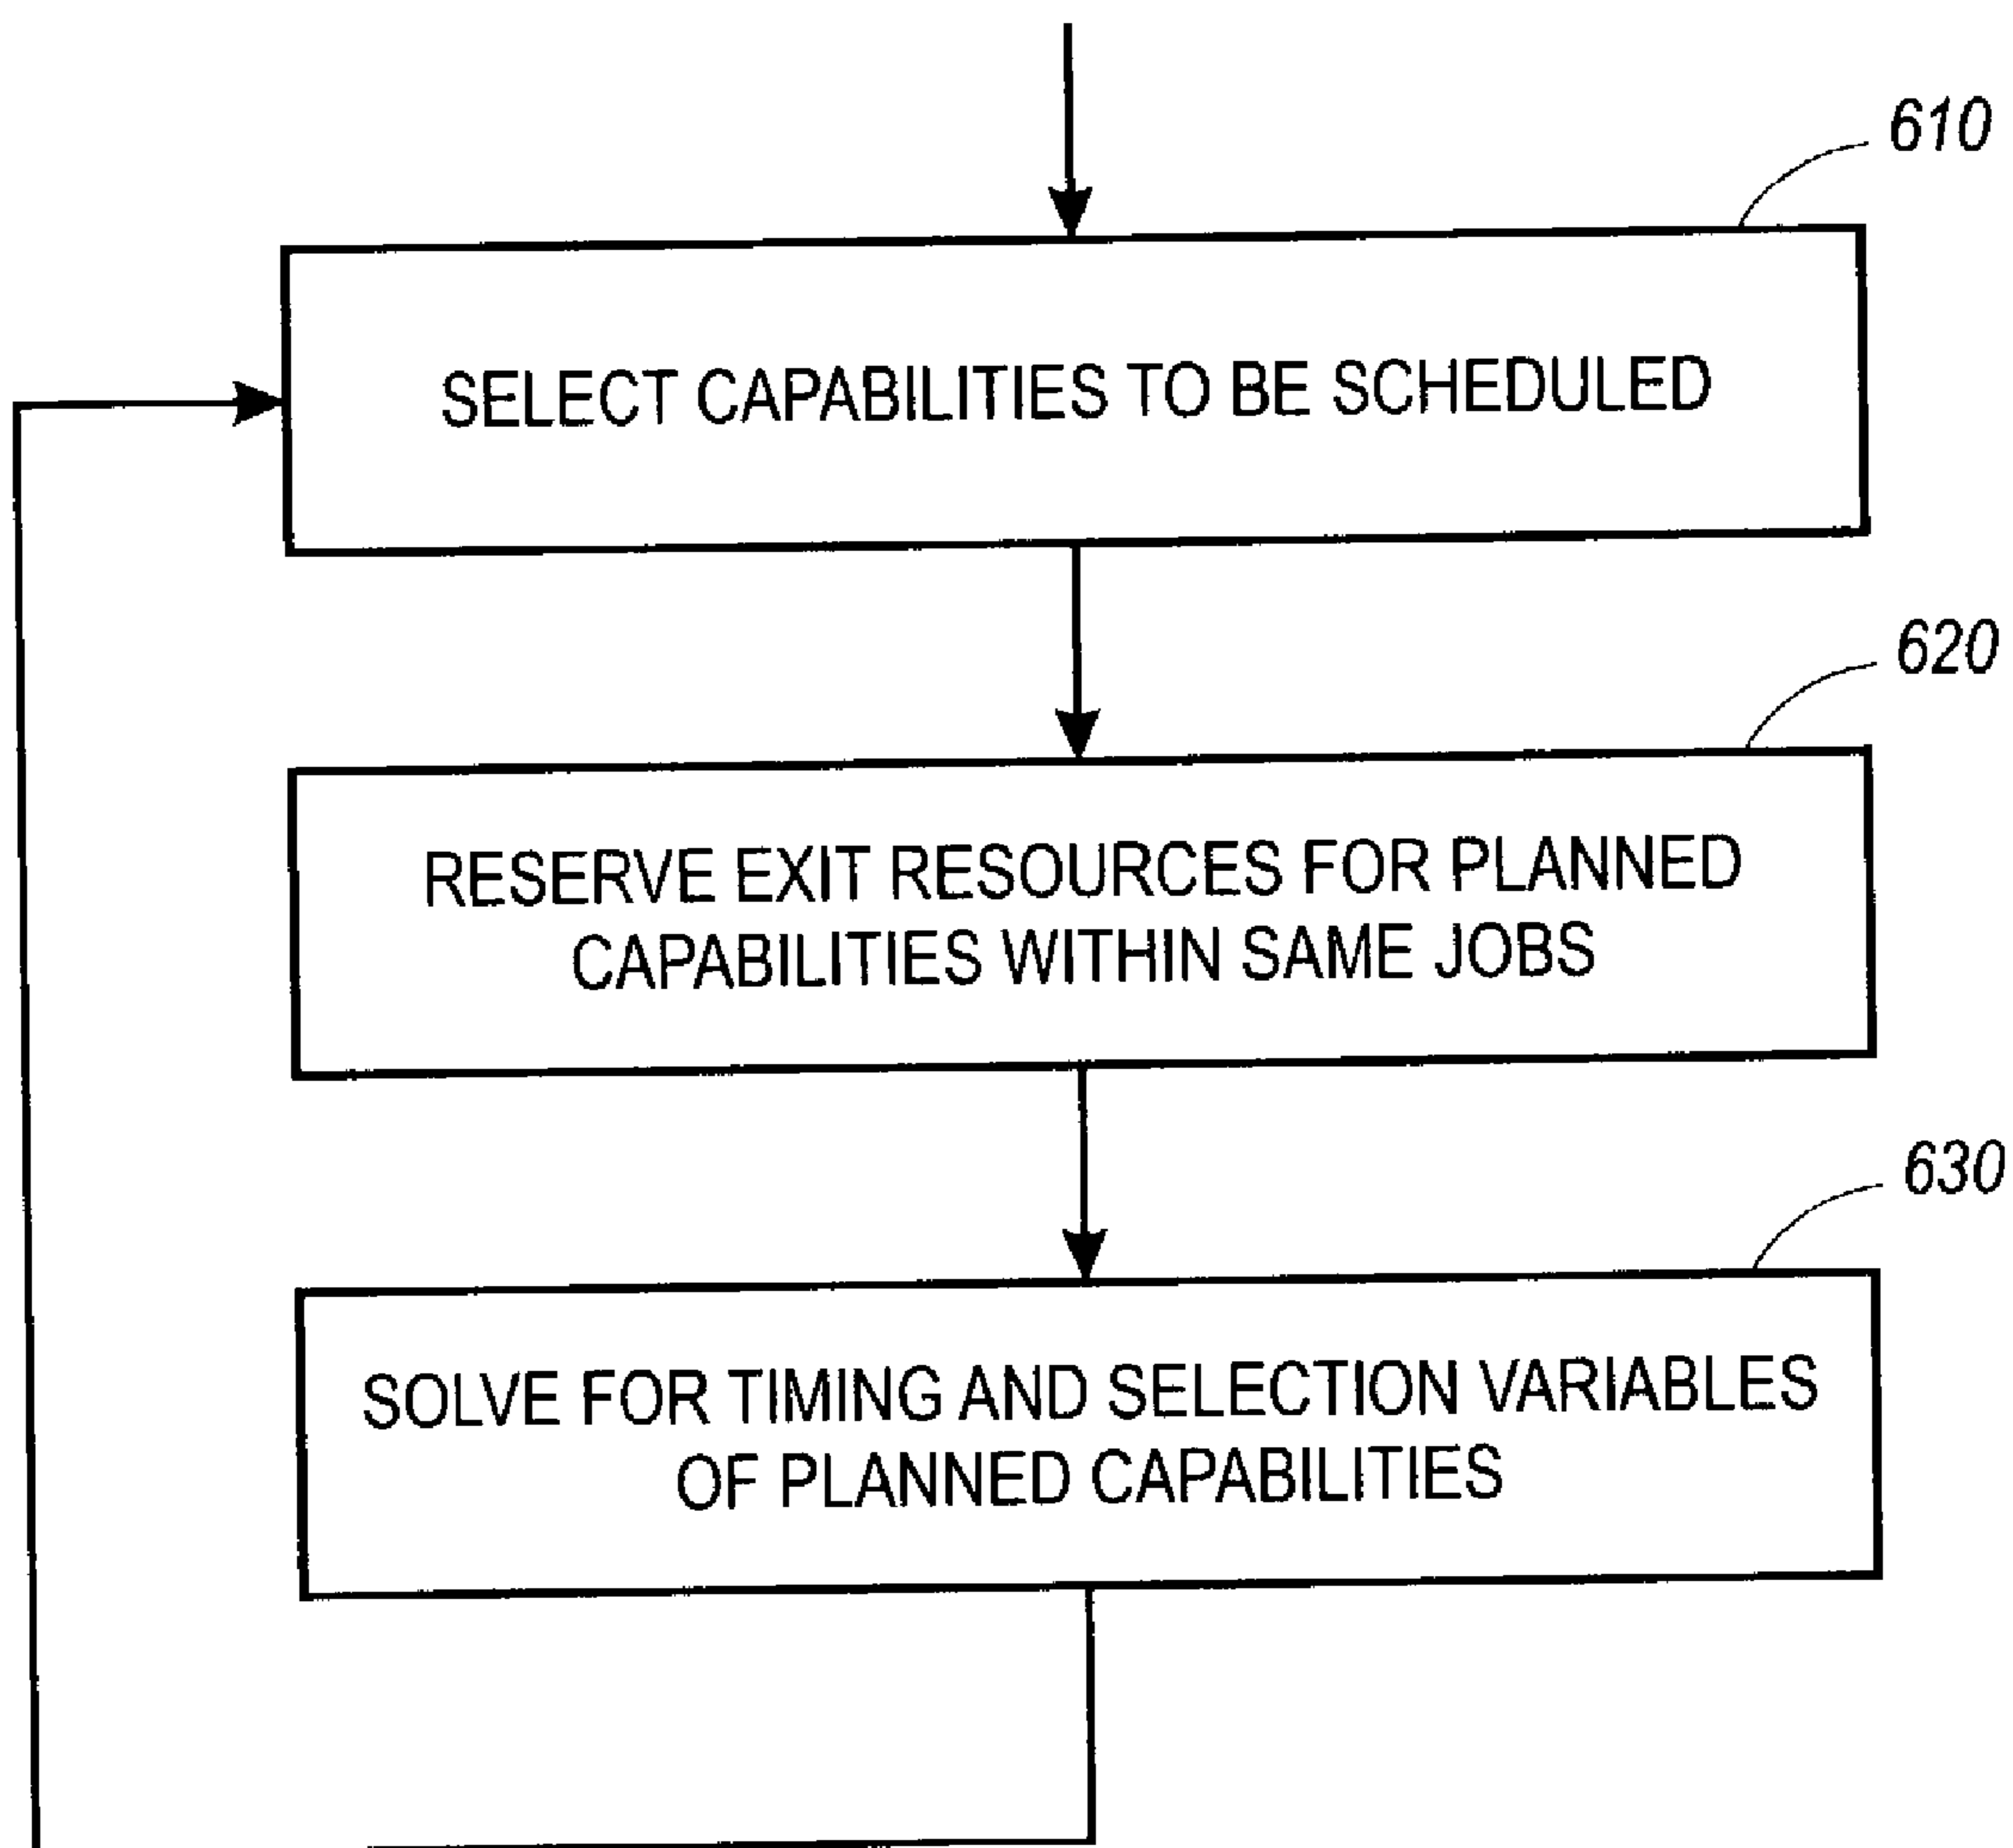 610
SELECT CAPABILITIES TO BE SCHEDULED
620
RESERVE EXIT RESOURCES FOR PLANNED
CAPABILITIES WITHIN SAME JOBS
630
SOLVE FOR TIMING AND SELECTION VARIABLES
OF PLANNED CAPABILITIES